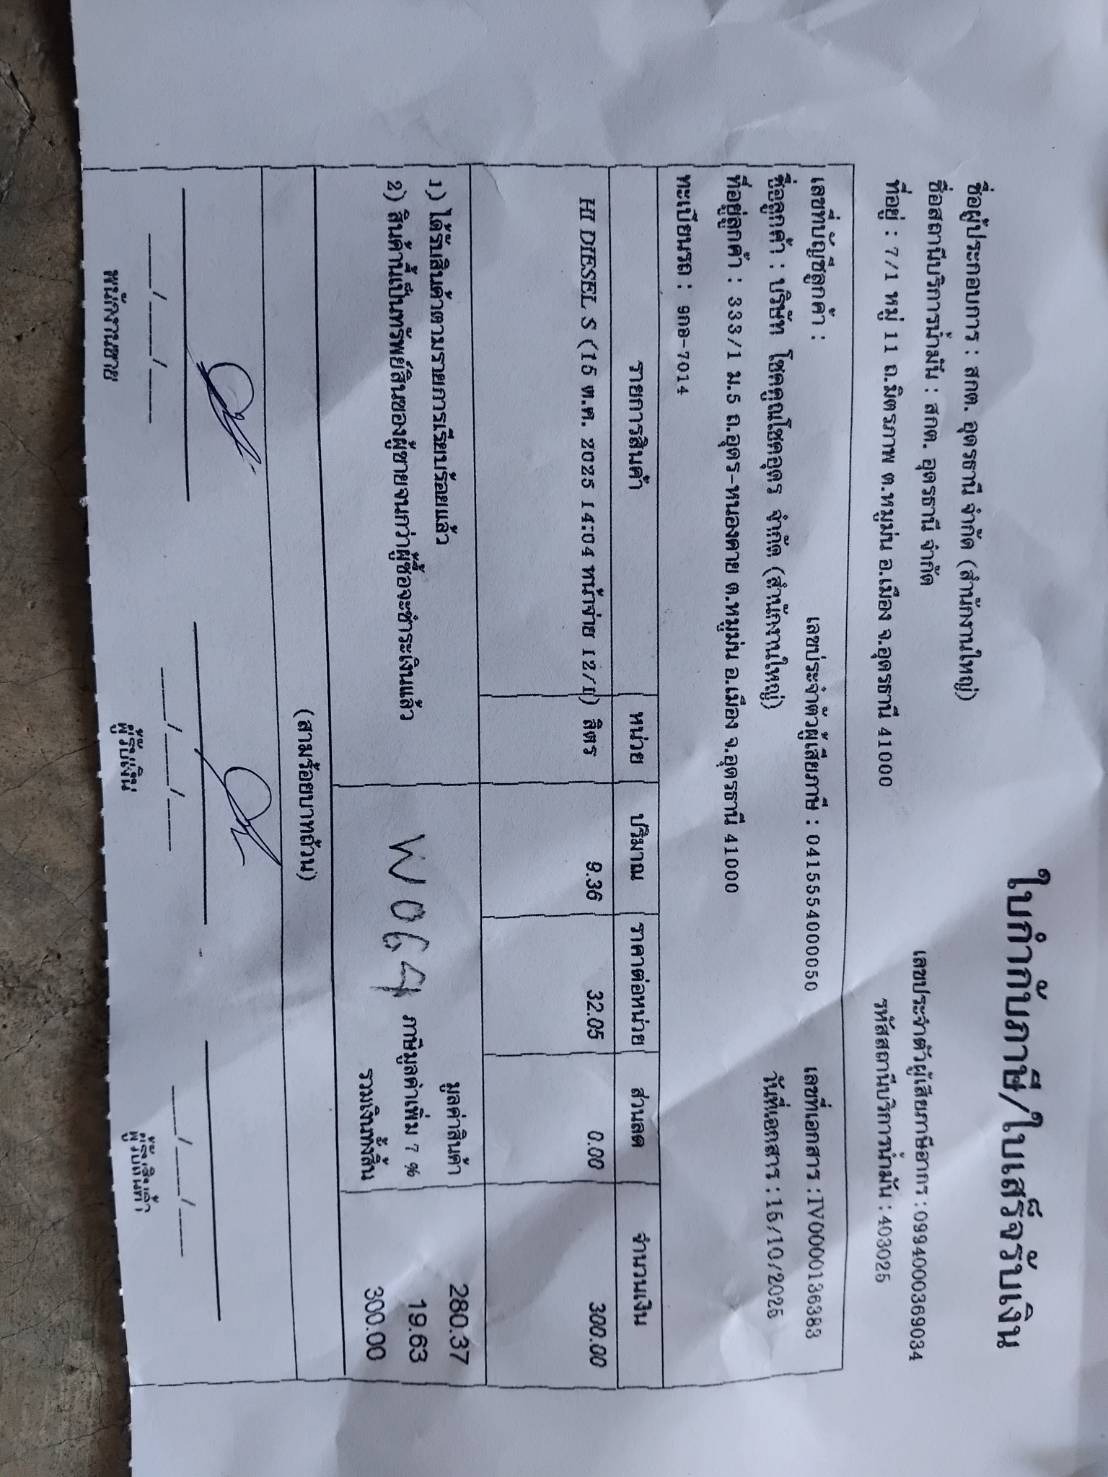 ใบกำกับภาษี/ใบเสร็จรับเงิน
ชื่อผู้ประกอบการ : สกต. อุดรธานี จำกัด (สำนักงานใหญ่) เลขประจำตัวผู้เสียภาษีอากร : 0994000369034
ชื่อสถานีบริการน้ำมัน : สกต. อุดรธานี จำกัด รหัสสถานีบริการน้ำมัน : 403025
ที่อยู่ : 7/1 หมู่ 11 ถ.มิตรภาพ ต.หมูม่น อ.เมือง จ.อุดรธานี 41000
เลขที่บัญชีลูกค้า : เลขประจำตัวผู้เสียภาษี : 0415554000050 เลขที่เอกสาร : IV0000136383
ชื่อลูกค้า : บริษัท โชคคูณโชคอุดร จำกัด (สำนักงานใหญ่) วันที่เอกสาร : 15/10/2025
ที่อยู่ลูกค้า : 333/1 ม.5 ถ.อุดร-หนองคาย ต.หมูม่น อ.เมือง จ.อุดรธานี 41000
ทะเบียนรถ : 9กอ-7014
รายการสินค้า หน่วย ปริมาณ ราคาต่อหน่วย ส่วนลด จำนวนเงิน
HI DIESEL S (15 ต.ค. 2025 14:04 หน้าจ่าย 12/1) ลิตร 9.36 32.05 0.00 300.00
1) ได้รับสินค้าตามรายการเรียบร้อยแล้ว มูลค่าสินค้า 280.37
2) สินค้านี้เป็นทรัพย์สินของผู้ขายจนกว่าผู้ซื้อจะชำระเงินแล้ว ภาษีมูลค่าเพิ่ม 7 % 19.63
รวมเงินทั้งสิ้น 300.00
(สามร้อยบาทถ้วน)
___/___/___ ___/___/___ ___/___/___
พนักงานขาย ผู้รับเงิน ผู้รับสินค้า